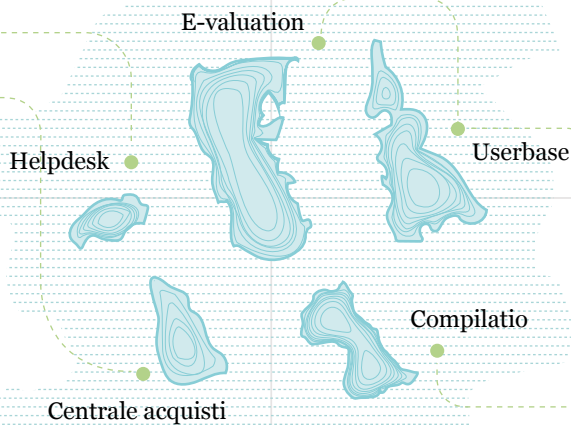 E-valuation
Helpdesk
Userbase
Compilatio
Centrale acquisti